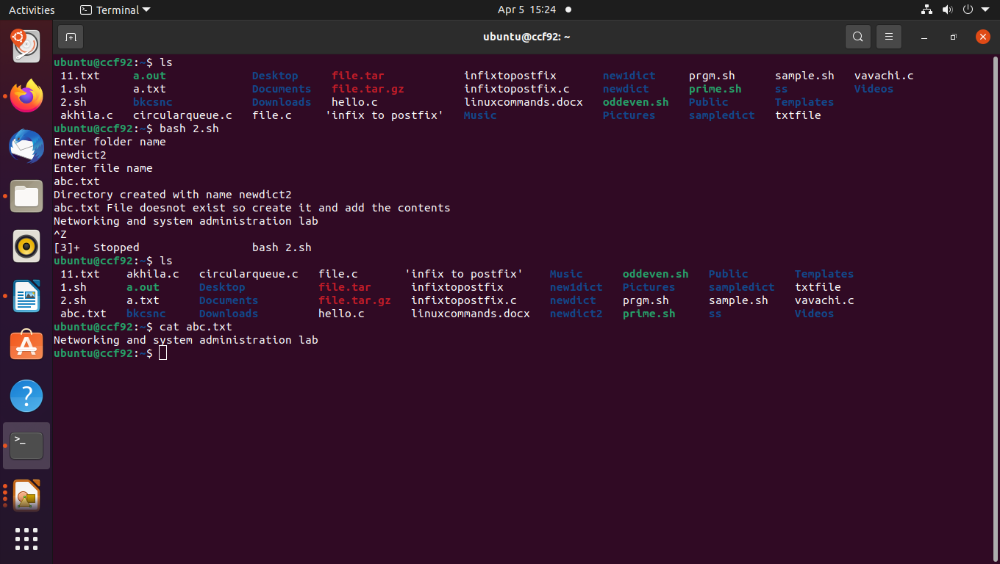 Activities Terminal Apr 5 15:24
ubuntu@ccf92: ~
ubuntu@ccf92:~$ ls
11.txt a.out Desktop file.tar infixtopostfix new1dict prgm.sh sample.sh vavachi.c
1.sh a.txt Documents file.tar.gz infixtopostfix.c newdict prime.sh ss Videos
2.sh bkcsnc Downloads hello.c linuxcommands.docx oddeven.sh Public Templates
akhila.c circularqueue.c file.c 'infix to postfix' Music Pictures sampledict txtfile
ubuntu@ccf92:~$ bash 2.sh
Enter folder name
newdict2
Enter file name
abc.txt
Directory created with name newdict2
abc.txt File doesnot exist so create it and add the contents
Networking and system administration lab
^Z
[3]+  Stopped                 bash 2.sh
ubuntu@ccf92:~$ ls
11.txt akhila.c circularqueue.c file.c 'infix to postfix' Music oddeven.sh Public Templates
1.sh a.out Desktop file.tar infixtopostfix new1dict Pictures sampledict txtfile
2.sh a.txt Documents file.tar.gz infixtopostfix.c newdict prgm.sh sample.sh vavachi.c
abc.txt bkcsnc Downloads hello.c linuxcommands.docx newdict2 prime.sh ss Videos
ubuntu@ccf92:~$ cat abc.txt
Networking and system administration lab
ubuntu@ccf92:~$